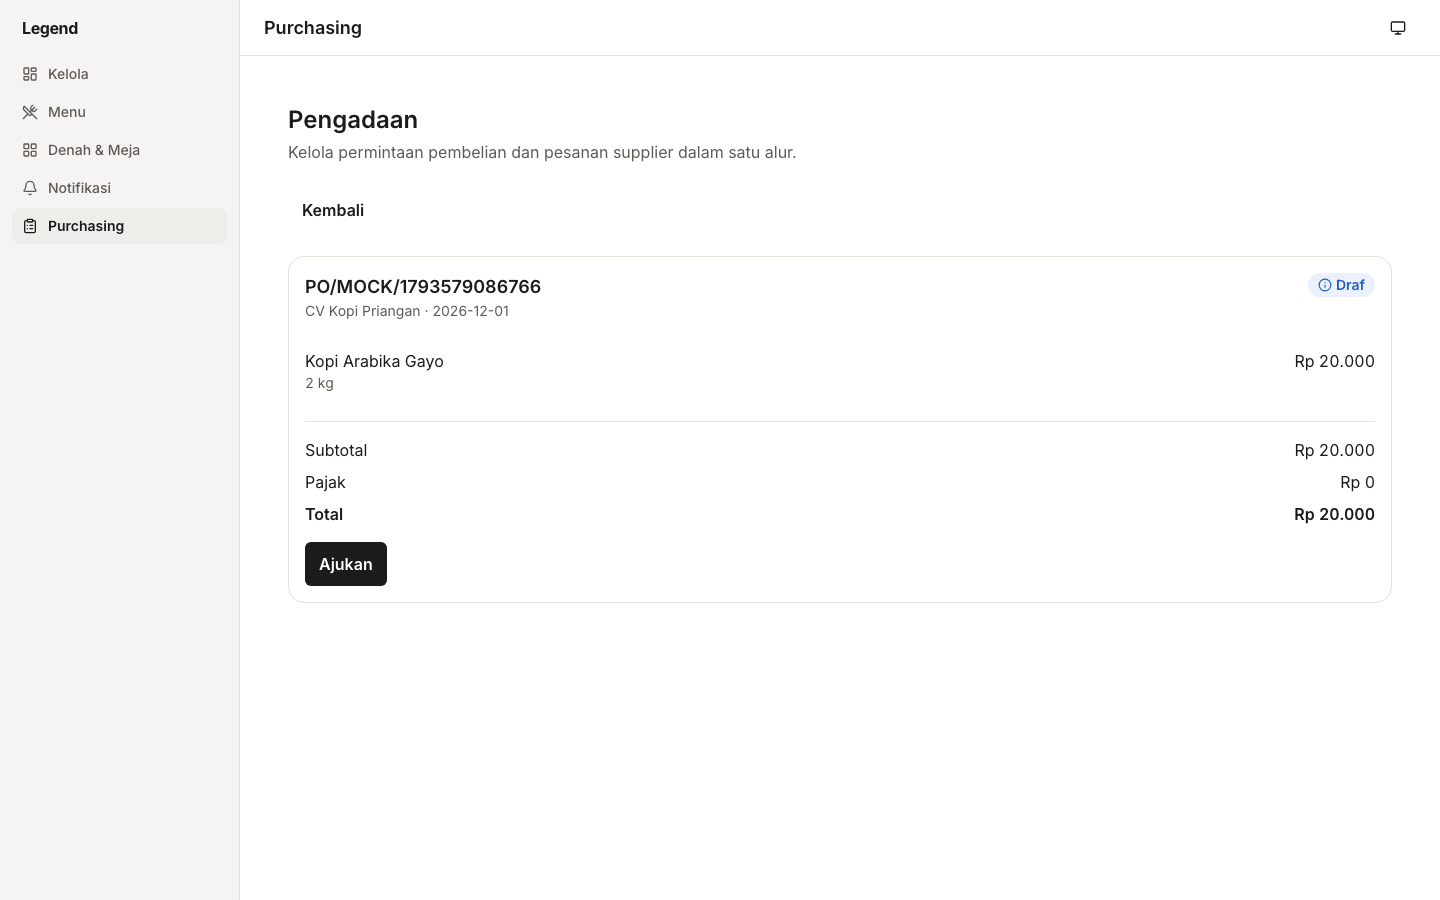 Legend
Kelola
Menu
Denah & Meja
Notifikasi
Purchasing
Purchasing
Pengadaan
Kelola permintaan pembelian dan pesanan supplier dalam satu alur.
Kembali
PO/MOCK/1793579086766
Draf
CV Kopi Priangan · 2026-12-01
Kopi Arabika Gayo
Rp 20.000
2 kg
Subtotal
Rp 20.000
Pajak
Rp 0
Total
Rp 20.000
Ajukan